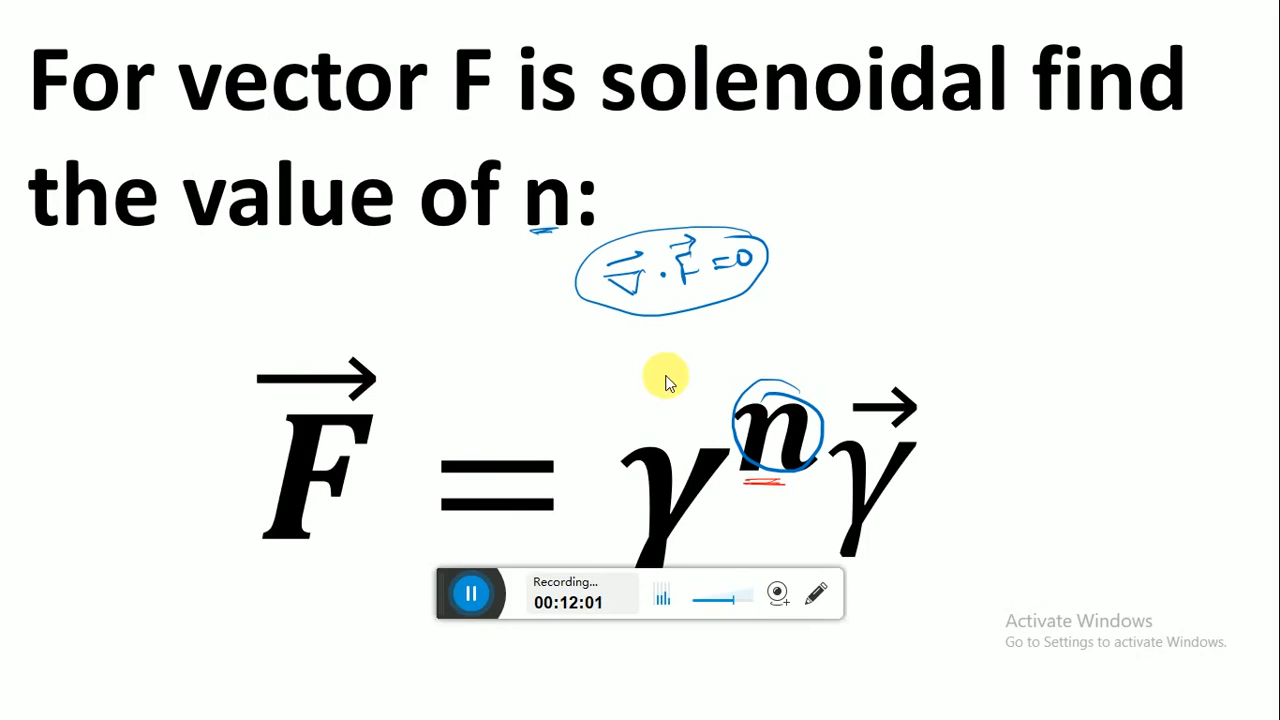 For vector F is solenoidal find
the value of n:
∇⃗ . F⃗ = 0
F⃗ = γⁿ γ⃗
Recording...
00:12:01
Activate Windows
Go to Settings to activate Windows.